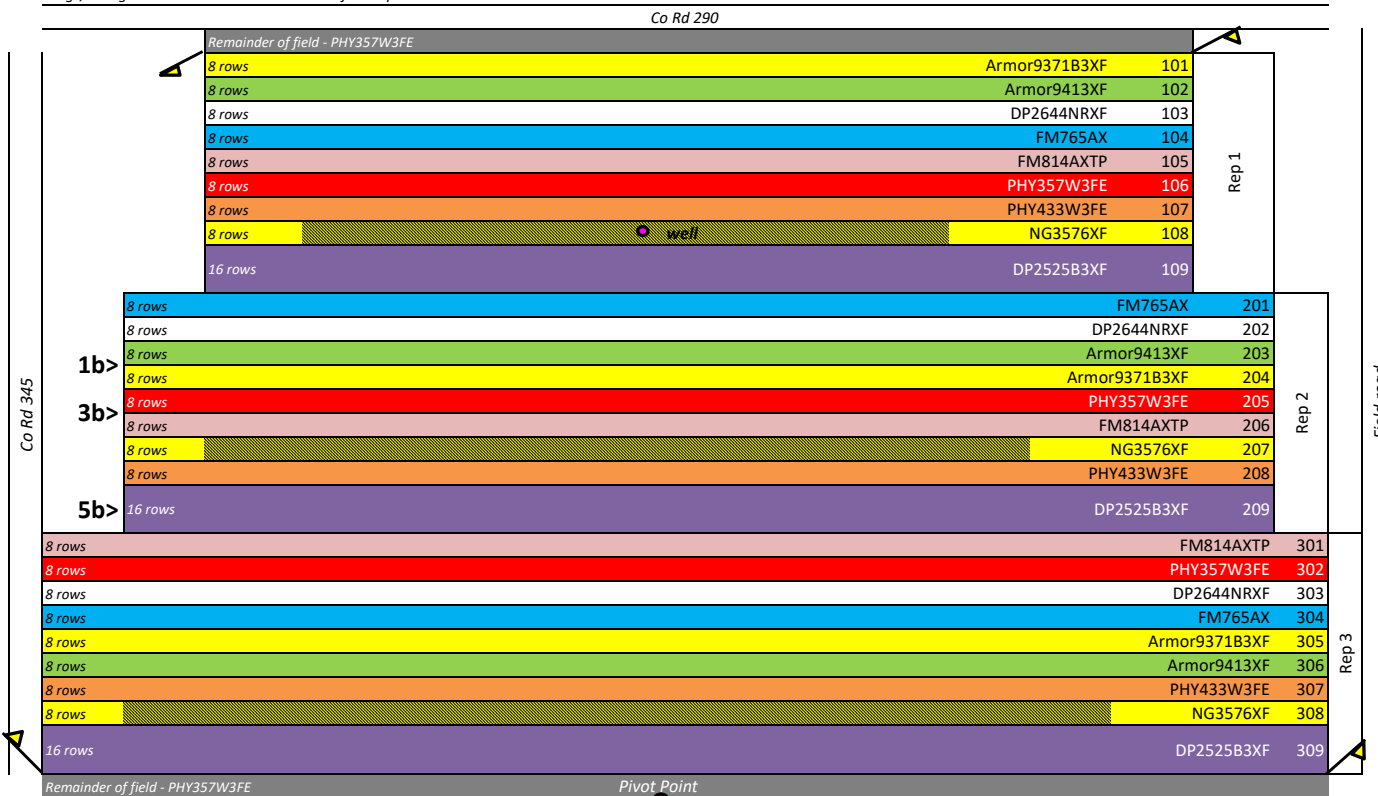 Co Rd 290
Remainder of field - PHY357W3FE
8 rows Armor9371B3XF 101
8 rows Armor9413XF 102
8 rows DP2644NRXF 103
8 rows FM765AX 104
8 rows FM814AXTP 105
8 rows PHY357W3FE 106
8 rows PHY433W3FE 107
8 rows well NG3576XF 108
16 rows DP2525B3XF 109
Rep 1
8 rows FM765AX 201
8 rows DP2644NRXF 202
1b>
8 rows Armor9413XF 203
8 rows Armor9371B3XF 204
3b>
8 rows PHY357W3FE 205
8 rows FM814AXTP 206
8 rows NG3576XF 207
8 rows PHY433W3FE 208
5b> 16 rows DP2525B3XF 209
Rep 2
Co Rd 345
8 rows FM814AXTP 301
8 rows PHY357W3FE 302
8 rows DP2644NRXF 303
8 rows FM765AX 304
8 rows Armor9371B3XF 305
8 rows Armor9413XF 306
8 rows PHY433W3FE 307
8 rows NG3576XF 308
16 rows DP2525B3XF 309
Rep 3
Remainder of field - PHY357W3FE Pivot Point